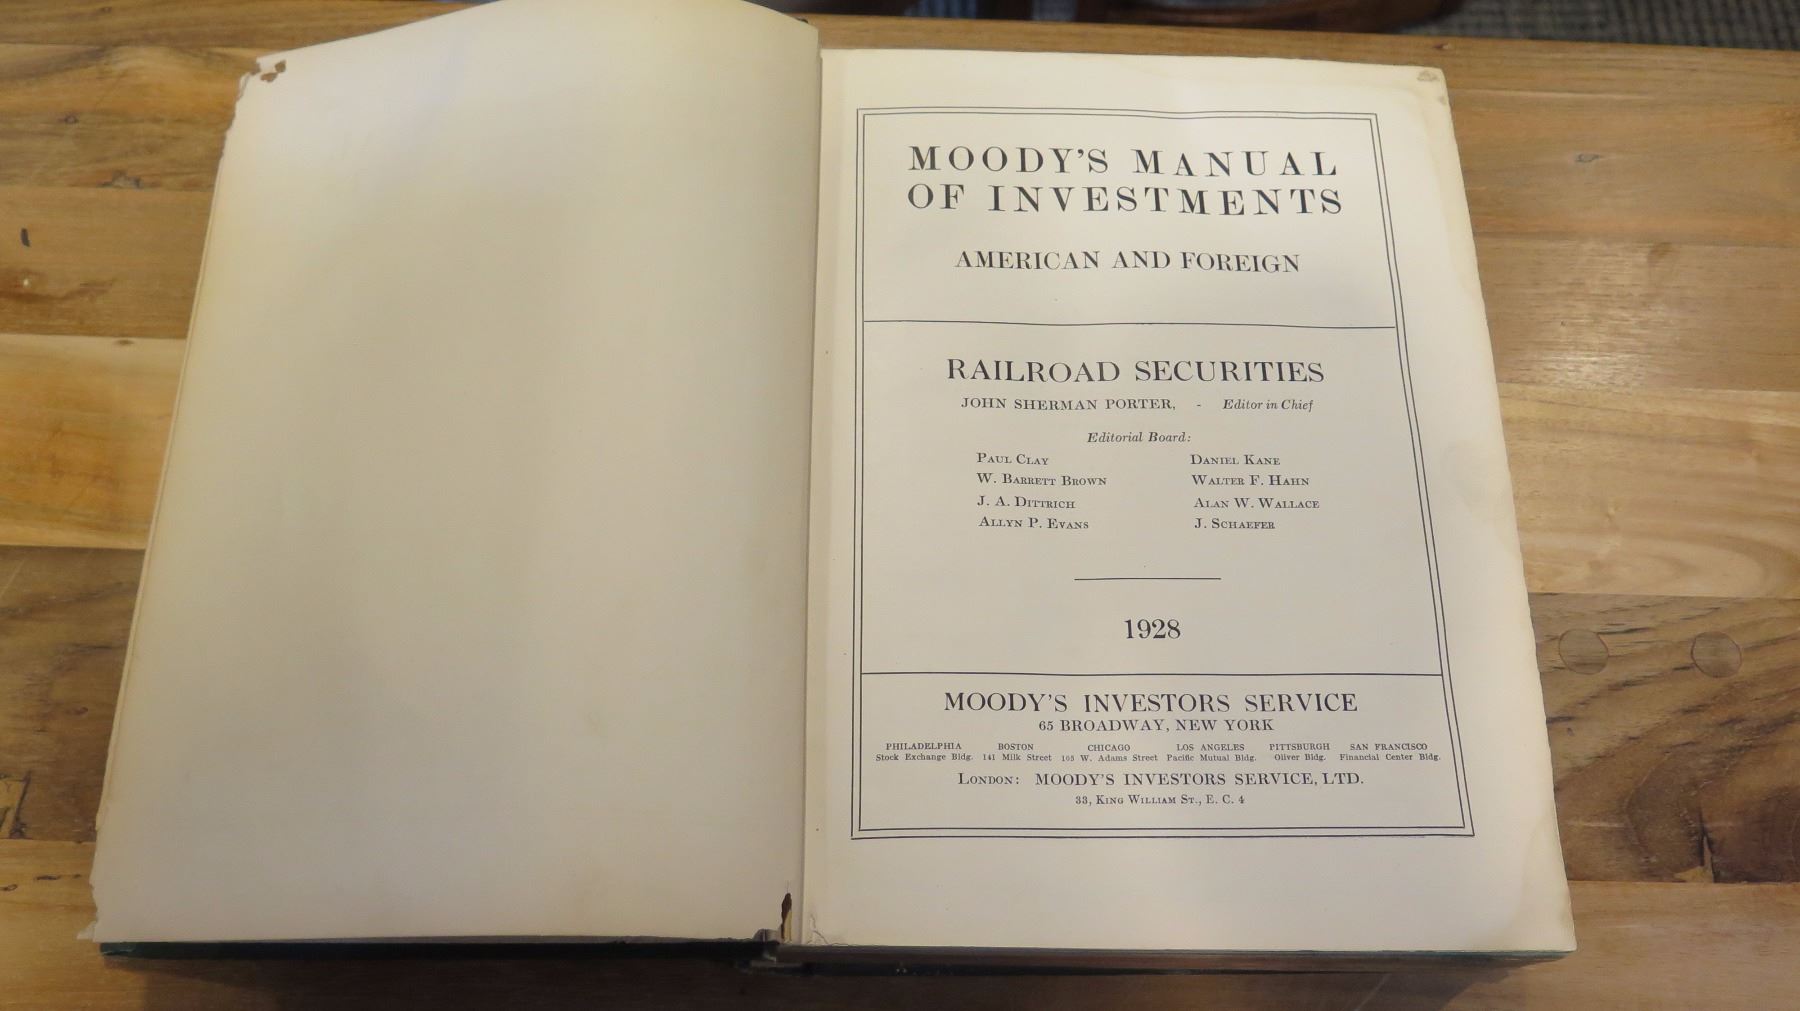 MOODY'S MANUAL
OF INVESTMENTS
AMERICAN AND FOREIGN
RAILROAD SECURITIES
JOHN SHERMAN PORTER, - Editor in Chief
Editorial Board:
PAUL CLAY DANIEL KANE
W. BARRETT BROWN WALTER F. HAHN
J. A. DITTRICH ALAN W. WALLACE
ALLYN P. EVANS J. SCHAEFER
1928
MOODY'S INVESTORS SERVICE
65 BROADWAY, NEW YORK
PHILADELPHIA BOSTON CHICAGO LOS ANGELES PITTSBURGH SAN FRANCISCO
Stock Exchange Bldg. 141 Milk Street 105 W. Adams Street Pacific Mutual Bldg. Oliver Bldg. Financial Center Bldg.
LONDON: MOODY'S INVESTORS SERVICE, LTD.
33, KING WILLIAM ST., E. C. 4